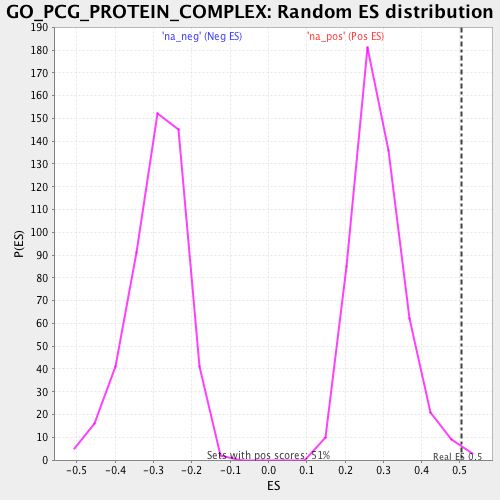 GO_PCG_PROTEIN_COMPLEX: Random ES distribution
'na_neg' (Neg ES)
'na_pos' (Pos ES)
190
180
170
160
150
140
130
120
110
100
90
80
70
60
50
40
30
20
10
0
P(ES)
Sets with pos scores: 51%
Real ES 0.5
-0.5 -0.4 -0.3 -0.2 -0.1 0.0 0.1 0.2 0.3 0.4 0.5
ES